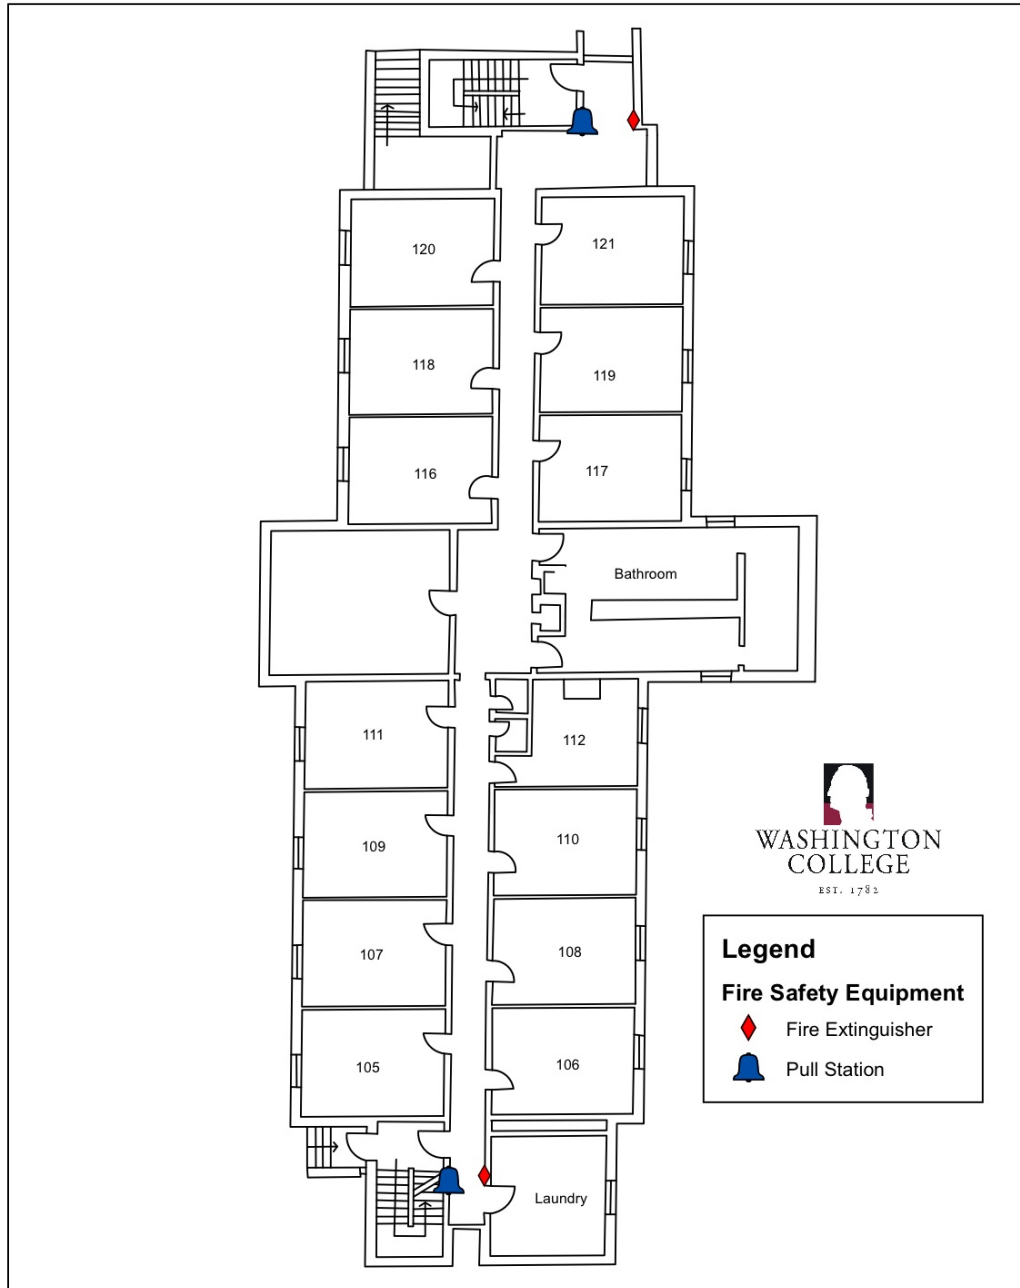 120
121
118
119
116
117
Bathroom
111
112
109
110
107
108
105
106
Laundry
WASHINGTON
COLLEGE
EST. 1782
Legend
Fire Safety Equipment
Fire Extinguisher
Pull Station